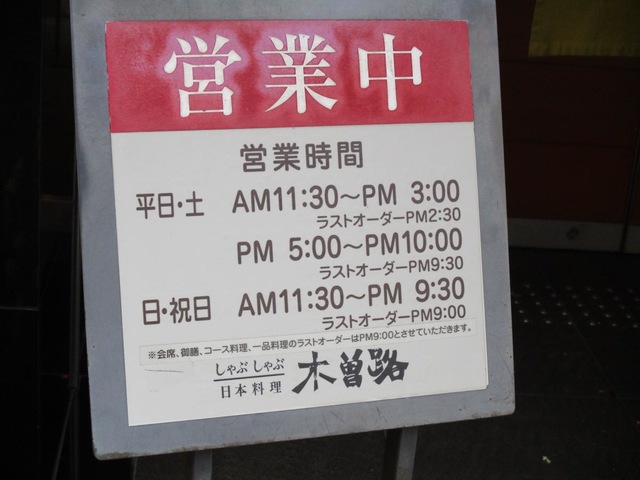 営業中
営業時間
平日・土 AM11:30～PM 3:00
ラストオーダーPM2:30
PM 5:00～PM10:00
ラストオーダーPM9:30
日・祝日 AM11:30～PM 9:30
ラストオーダーPM9:00
※会席、御膳、コース料理、一品料理のラストオーダーはPM9:00とさせていただきます。
しゃぶしゃぶ
日本料理
木曽路